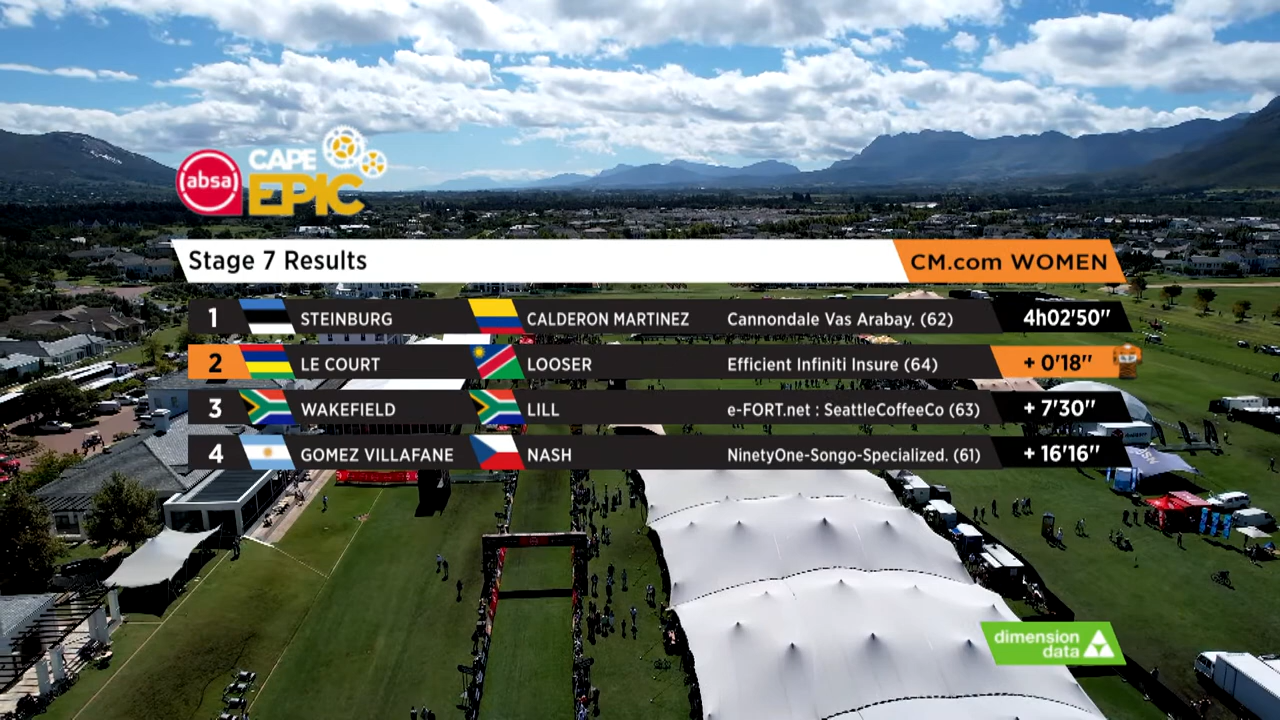 absa
CAPE
EPIC
Stage 7 Results CM.com WOMEN
1 STEINBURG CALDERON MARTINEZ Cannondale Vas Arabay. (62) 4h02'50''
2 LE COURT LOOSER Efficient Infiniti Insure (64) + 0'18''
3 WAKEFIELD LILL e-FORT.net : SeattleCoffeeCo (63) + 7'30''
4 GOMEZ VILLAFANE NASH NinetyOne-Songo-Specialized. (61) + 16'16''
dimension
data